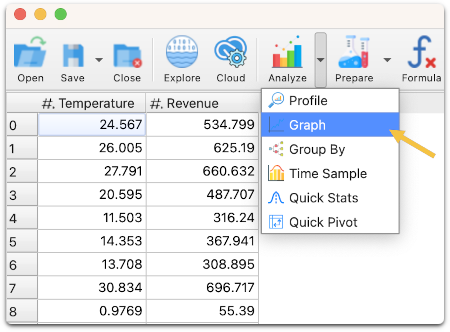 Open Save Close Explore Cloud Analyze Prepare Formula
#. Temperature #. Revenue
0 24.567 534.799
1 26.005 625.19
2 27.791 660.632
3 20.595 487.707
4 11.503 316.24
5 14.353 367.941
6 13.708 308.895
7 30.834 696.717
8 0.9769 55.39
Profile
Graph
Group By
Time Sample
Quick Stats
Quick Pivot